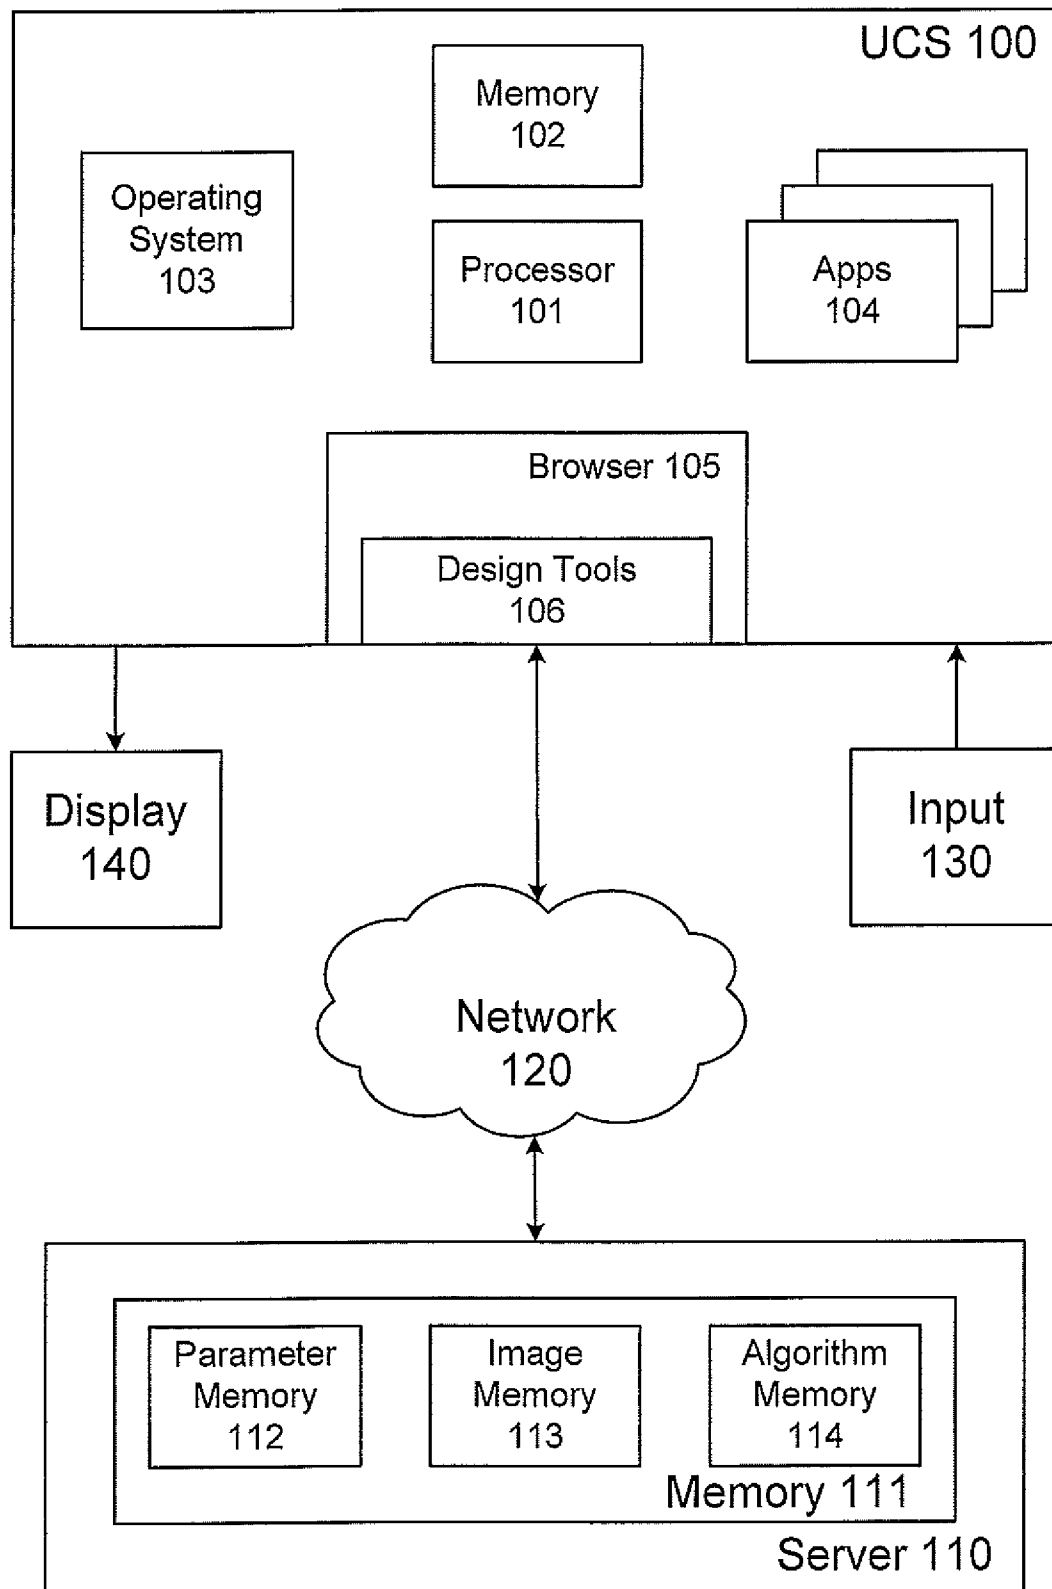 UCS 100
Memory
102
Operating
System
103
Processor
101
Apps
104
Browser 105
Design Tools
106
Display
140
Input
130
Network
120
Parameter
Memory
112
Image
Memory
113
Algorithm
Memory
114
Memory 111
Server 110